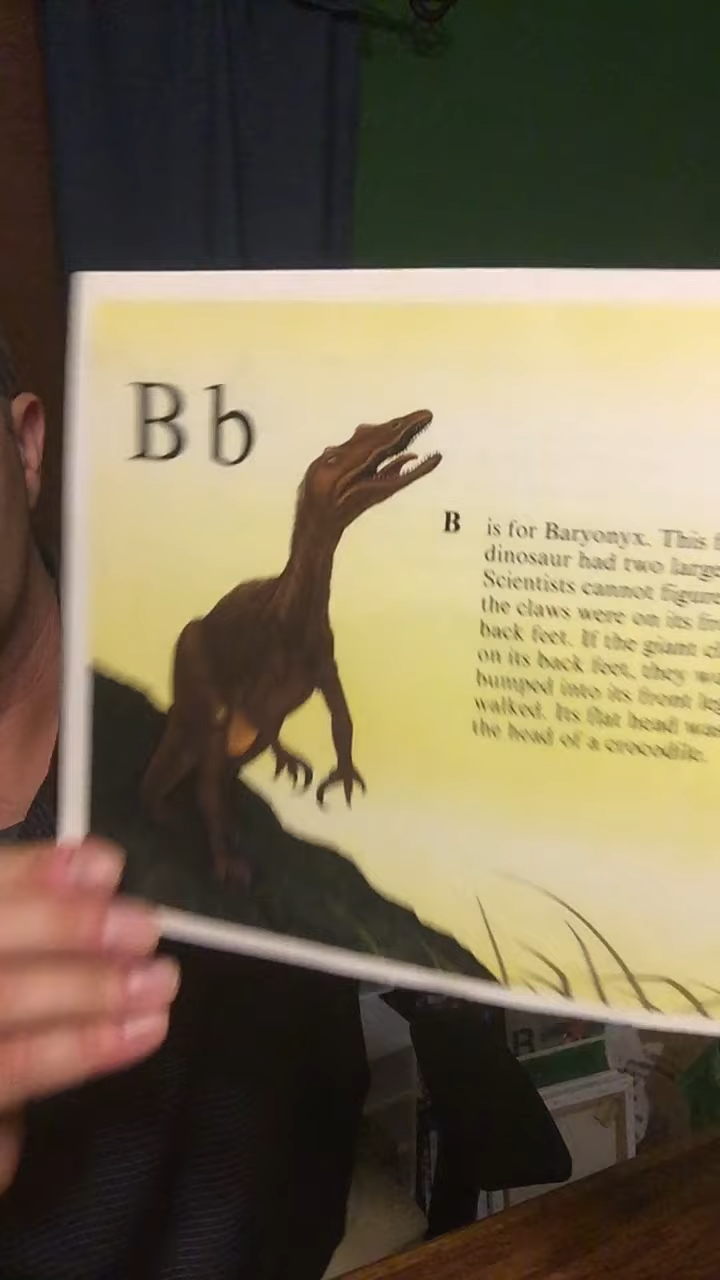 Bb
B is for Baryonyx. This
dinosaur had two large
Scientists cannot figure
the claws were on its
back feet. If the giant
on its back feet, they
bumped into its front
walked. Its flat head was
the head of a crocodile.
B